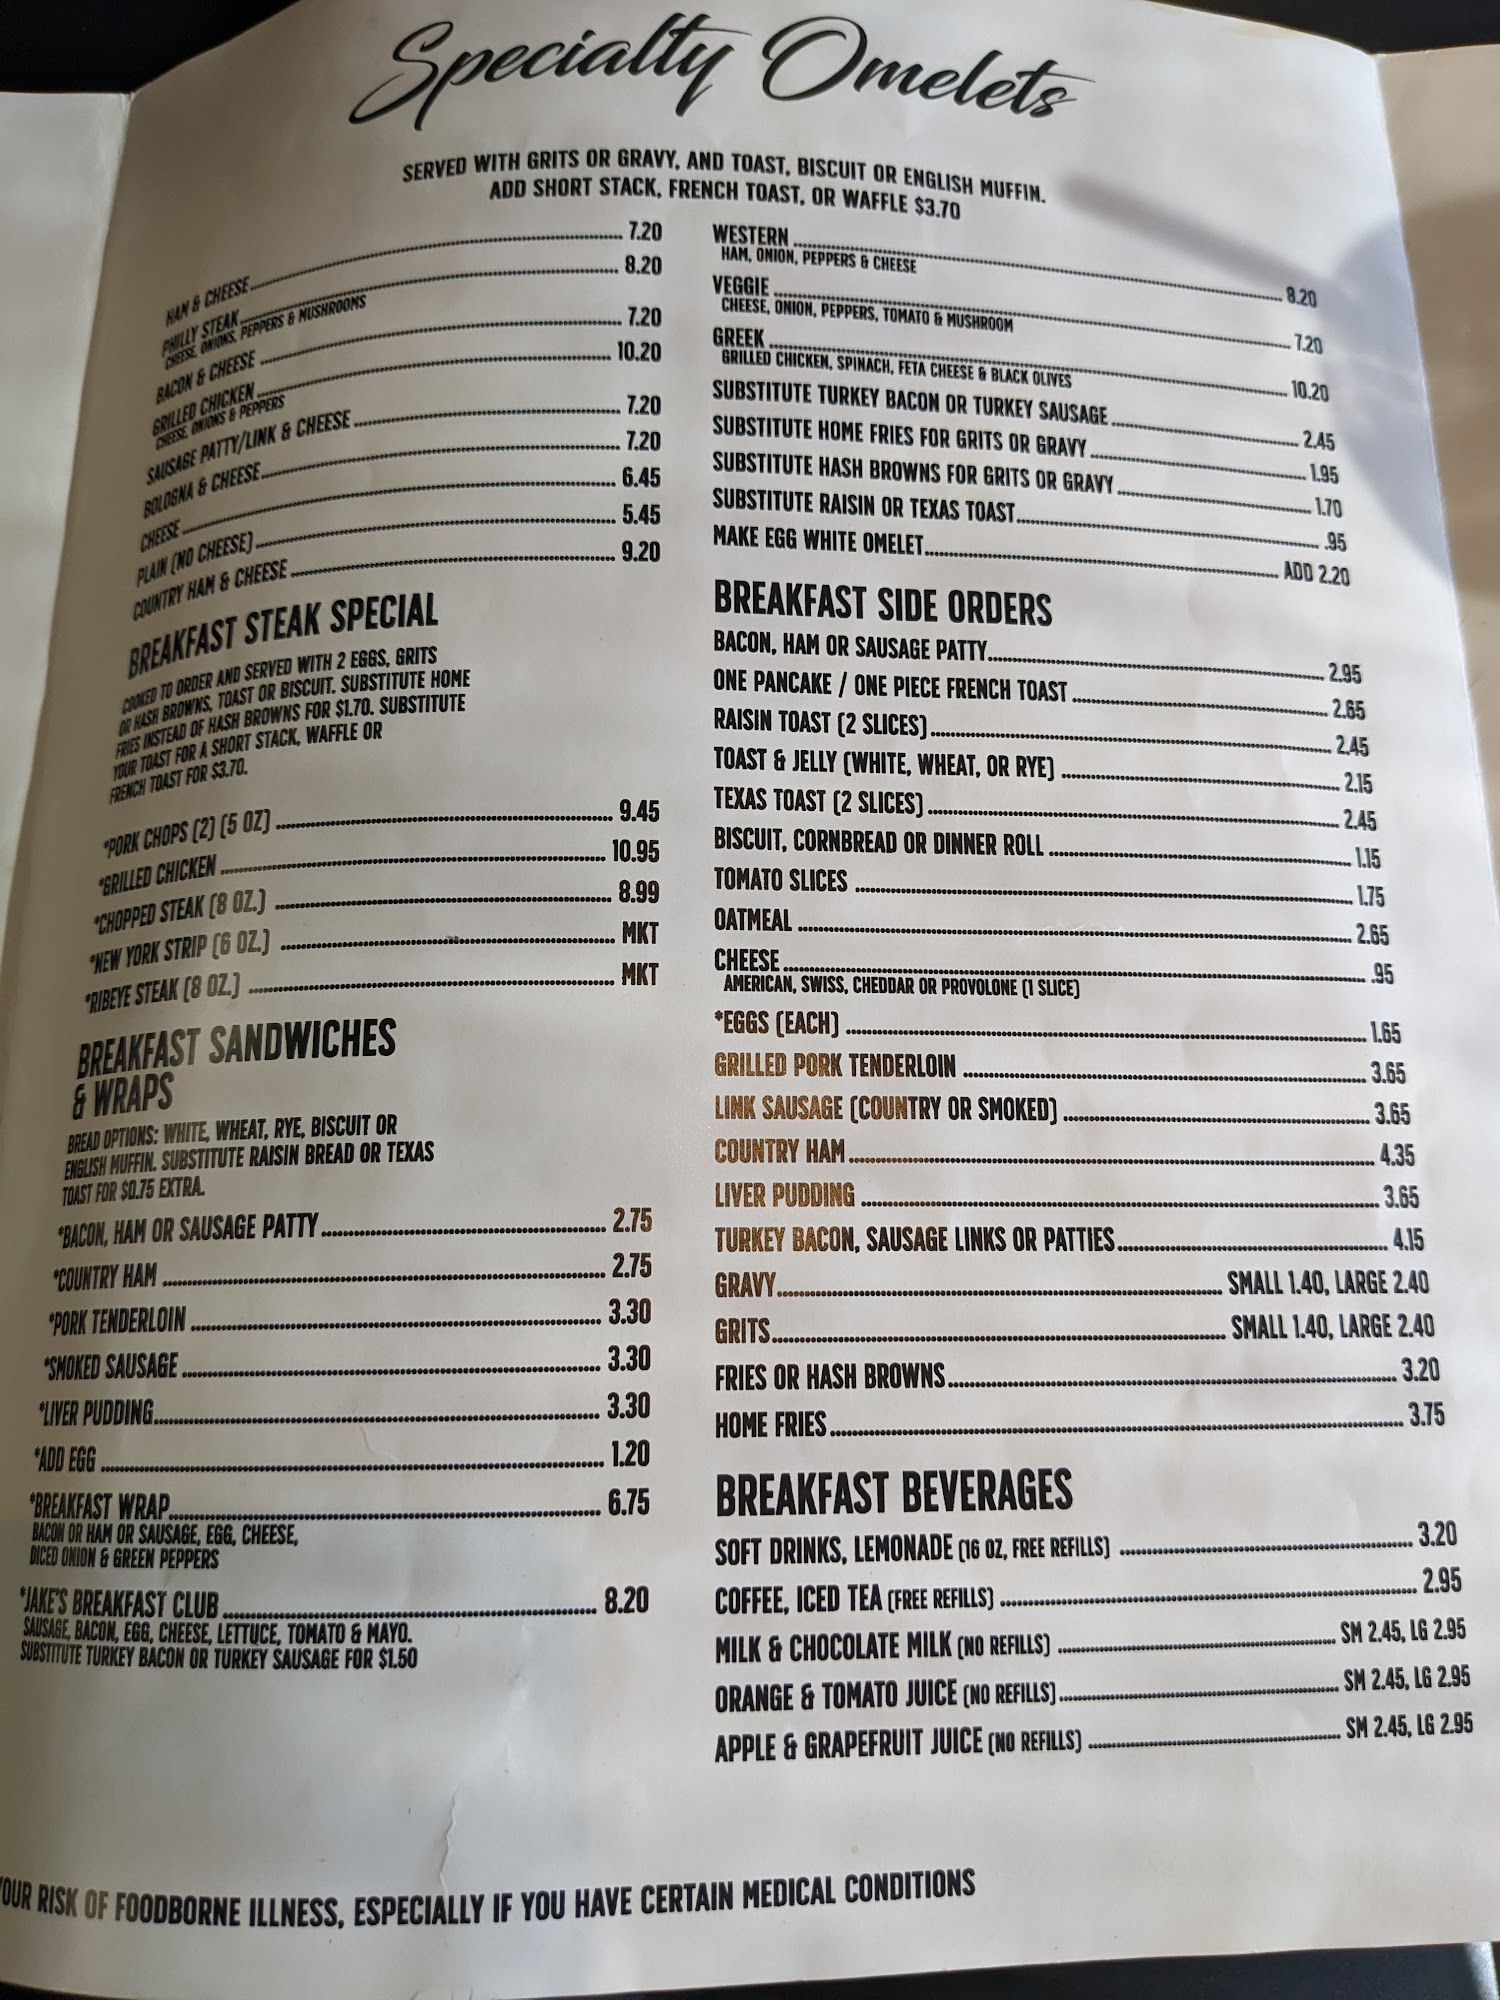 Specialty Omelets
SERVED WITH GRITS OR GRAVY, AND TOAST, BISCUIT OR ENGLISH MUFFIN.
ADD SHORT STACK, FRENCH TOAST, OR WAFFLE $3.70
HAM & CHEESE 7.20
PHILLY STEAK 8.20
CHEESE, ONIONS, PEPPERS & MUSHROOMS
BACON & CHEESE 7.20
GRILLED CHICKEN 10.20
CHEESE, ONIONS & PEPPERS
SAUSAGE PATTY/LINK & CHEESE 7.20
BOLOGNA & CHEESE 7.20
CHEESE 6.45
PLAIN (NO CHEESE) 5.45
COUNTRY HAM & CHEESE 9.20
BREAKFAST STEAK SPECIAL
COOKED TO ORDER AND SERVED WITH 2 EGGS, GRITS
OR HASH BROWNS, TOAST OR BISCUIT. SUBSTITUTE HOME
FRIES INSTEAD OF HASH BROWNS FOR $1.70. SUBSTITUTE
YOUR TOAST FOR A SHORT STACK, WAFFLE OR
FRENCH TOAST FOR $3.70.
*PORK CHOPS (2) (5 OZ) 9.45
*GRILLED CHICKEN 10.95
*CHOPPED STEAK (8 OZ.) 8.99
*NEW YORK STRIP (6 OZ.) MKT
*RIBEYE STEAK (8 OZ.) MKT
BREAKFAST SANDWICHES
& WRAPS
BREAD OPTIONS: WHITE, WHEAT, RYE, BISCUIT OR
ENGLISH MUFFIN. SUBSTITUTE RAISIN BREAD OR TEXAS
TOAST FOR $0.75 EXTRA.
*BACON, HAM OR SAUSAGE PATTY 2.75
*COUNTRY HAM 2.75
*PORK TENDERLOIN 3.30
*SMOKED SAUSAGE 3.30
*LIVER PUDDING 3.30
*ADD EGG 1.20
*BREAKFAST WRAP 6.75
BACON OR HAM OR SAUSAGE, EGG, CHEESE,
DICED ONION & GREEN PEPPERS
*JAKE'S BREAKFAST CLUB 8.20
SAUSAGE, BACON, EGG, CHEESE, LETTUCE, TOMATO & MAYO.
SUBSTITUTE TURKEY BACON OR TURKEY SAUSAGE FOR $1.50
WESTERN 8.20
HAM, ONION, PEPPERS & CHEESE
VEGGIE 7.20
CHEESE, ONION, PEPPERS, TOMATO & MUSHROOM
GREEK 10.20
GRILLED CHICKEN, SPINACH, FETA CHEESE & BLACK OLIVES
SUBSTITUTE TURKEY BACON OR TURKEY SAUSAGE 2.45
SUBSTITUTE HOME FRIES FOR GRITS OR GRAVY 1.95
SUBSTITUTE HASH BROWNS FOR GRITS OR GRAVY 1.70
SUBSTITUTE RAISIN OR TEXAS TOAST .95
MAKE EGG WHITE OMELET ADD 2.20
BREAKFAST SIDE ORDERS
BACON, HAM OR SAUSAGE PATTY 2.95
ONE PANCAKE / ONE PIECE FRENCH TOAST 2.65
RAISIN TOAST (2 SLICES) 2.45
TOAST & JELLY (WHITE, WHEAT, OR RYE) 2.15
TEXAS TOAST (2 SLICES) 2.45
BISCUIT, CORNBREAD OR DINNER ROLL 1.15
TOMATO SLICES 1.75
OATMEAL 2.65
CHEESE .95
AMERICAN, SWISS, CHEDDAR OR PROVOLONE (1 SLICE)
*EGGS (EACH) 1.65
GRILLED PORK TENDERLOIN 3.65
LINK SAUSAGE (COUNTRY OR SMOKED) 3.65
COUNTRY HAM 4.35
LIVER PUDDING 3.65
TURKEY BACON, SAUSAGE LINKS OR PATTIES 4.15
GRAVY SMALL 1.40, LARGE 2.40
GRITS SMALL 1.40, LARGE 2.40
FRIES OR HASH BROWNS 3.20
HOME FRIES 3.75
BREAKFAST BEVERAGES
SOFT DRINKS, LEMONADE (16 OZ, FREE REFILLS) 3.20
COFFEE, ICED TEA (FREE REFILLS) 2.95
MILK & CHOCOLATE MILK (NO REFILLS) SM 2.45, LG 2.95
ORANGE & TOMATO JUICE (NO REFILLS) SM 2.45, LG 2.95
APPLE & GRAPEFRUIT JUICE (NO REFILLS) SM 2.45, LG 2.95
YOUR RISK OF FOODBORNE ILLNESS, ESPECIALLY IF YOU HAVE CERTAIN MEDICAL CONDITIONS